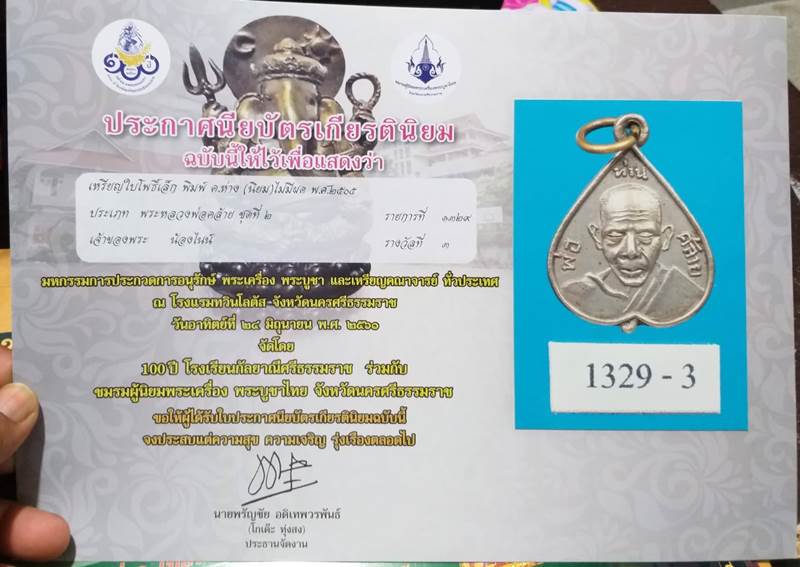 ประกาศนียบัตรเกียรตินิยม
ฉบับนี้ให้ไว้เพื่อแสดงว่า
เหรียญใบโพธิ์เล็ก พิมพ์ ค.หาง (นิยม)ไม่มีผด พ.ศ.๒๕๐๕
ประเภท พระหลวงพ่อคล้าย ชุดที่ ๒ รายการที่ ๑๓๒๙
เจ้าของพระ น้องไนน์ รางวัลที่ ๓
มหกรรมการประกวดการอนุรักษ์ พระเครื่อง พระบูชา และเหรียญคณาจารย์ ทั่วประเทศ
ณ โรงแรมทวินโลตัส-จังหวัดนครศรีธรรมราช
วันอาทิตย์ที่ ๒๔ มิถุนายน พ.ศ. ๒๕๖๑
จัดโดย
100 ปี โรงเรียนกัลยาณีศรีธรรมราช ร่วมกับ
ชมรมผู้นิยมพระเครื่อง พระบูชาไทย จังหวัดนครศรีธรรมราช
ขอให้ผู้ได้รับใบประกาศนียบัตรเกียรตินิยมฉบับนี้
จงประสบแต่ความสุข ความเจริญ รุ่งเรืองตลอดไป
นายพรัญชัย อดิเทพวรพันธ์
(โกเด๊ะ ทุ่งสง)
ประธานจัดงาน
ท่าน
พ่อ คล้าย
1329 - 3